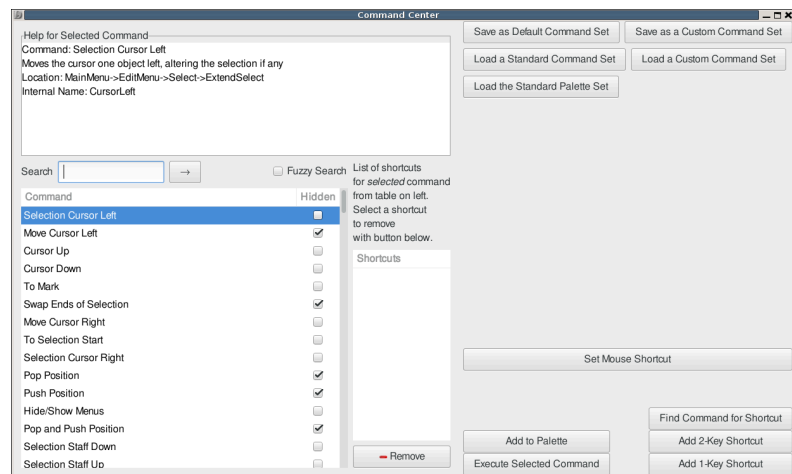 Command Center
Help for Selected Command
Command: Selection Cursor Left
Moves the cursor one object left, altering the selection if any
Location: MainMenu->EditMenu->Select->ExtendSelect
Internal Name: CursorLeft
Save as Default Command Set
Save as a Custom Command Set
Load a Standard Command Set
Load a Custom Command Set
Load the Standard Palette Set
Search
→
Fuzzy Search
Command Hidden
Selection Cursor Left
Move Cursor Left
Cursor Up
Cursor Down
To Mark
Swap Ends of Selection
Move Cursor Right
To Selection Start
Selection Cursor Right
Pop Position
Push Position
Hide/Show Menus
Pop and Push Position
Selection Staff Down
Selection Staff Up
List of shortcuts
for selected command
from table on left.
Select a shortcut
to remove
with button below.
Shortcuts
Remove
Set Mouse Shortcut
Find Command for Shortcut
Add to Palette
Add 2-Key Shortcut
Execute Selected Command
Add 1-Key Shortcut